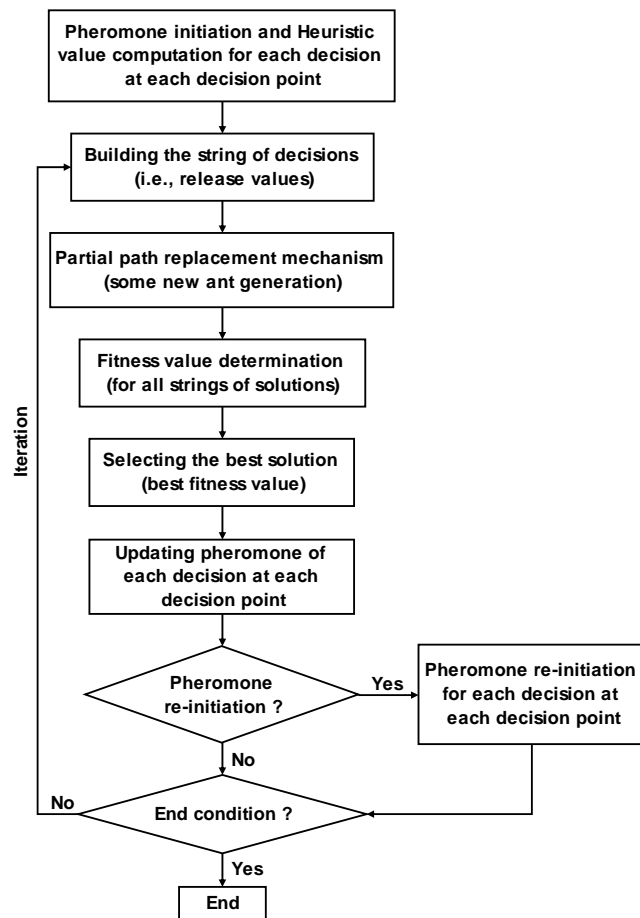 Pheromone initiation and Heuristic
value computation for each decision
at each decision point
Building the string of decisions
(i.e., release values)
Partial path replacement mechanism
(some new ant generation)
Fitness value determination
(for all strings of solutions)
Iteration
Selecting the best solution
(best fitness value)
Updating pheromone of
each decision at each
decision point
Pheromone
re-initiation ?
Yes
Pheromone re-initiation
for each decision at
each decision point
No
No
End condition ?
Yes
End